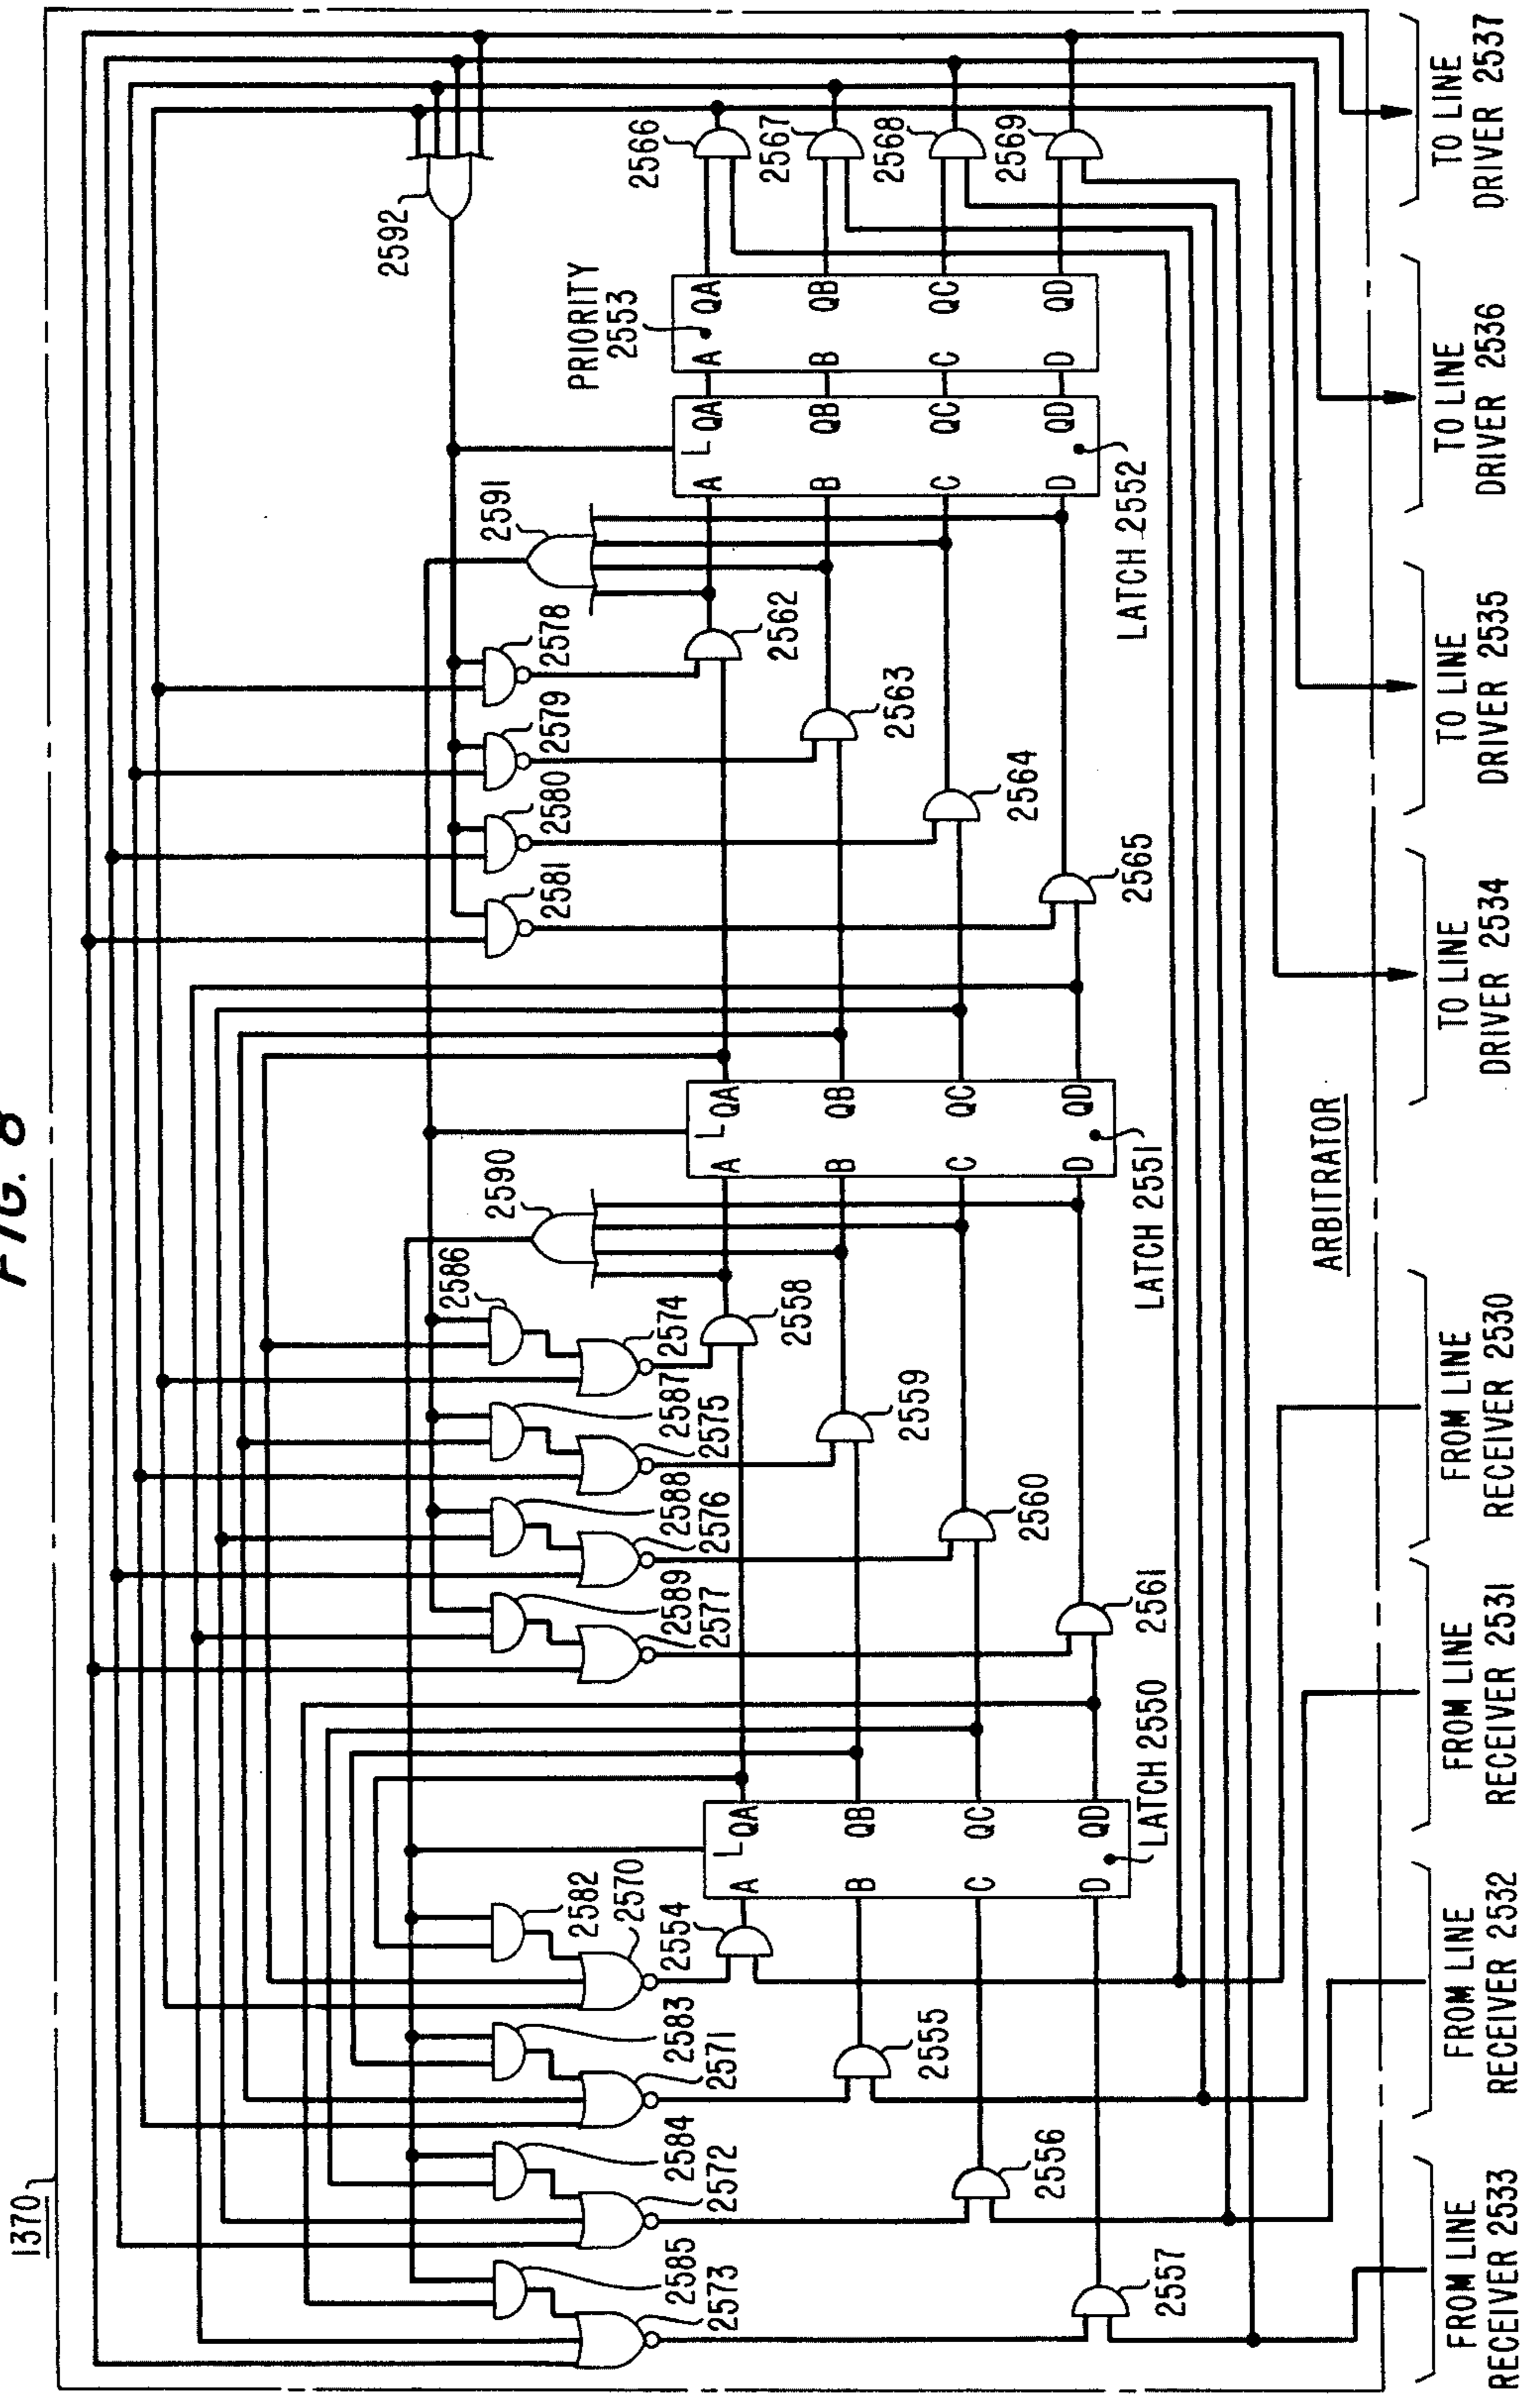 FIG. 8
1370
2592
PRIORITY
2553
2566
2567
2568
2569
A QA
B QB
C QC
D QD
L
A QA
B QB
C QC
D QD
LATCH 2552
2591
2578
2579
2580
2581
2562
2563
2564
2565
L
A QA
B QB
C QC
D QD
LATCH 2551
2590
2586
2574
2587
2575
2588
2576
2589
2577
2558
2559
2560
2561
L
A QA
B QB
C QC
D QD
LATCH 2550
2582
2570
2583
2571
2584
2572
2585
2573
2554
2555
2556
2557
ARBITRATOR
FROM LINE
RECEIVER 2533
FROM LINE
RECEIVER 2532
FROM LINE
RECEIVER 2531
FROM LINE
RECEIVER 2530
TO LINE
DRIVER 2534
TO LINE
DRIVER 2535
TO LINE
DRIVER 2536
TO LINE
DRIVER 2537